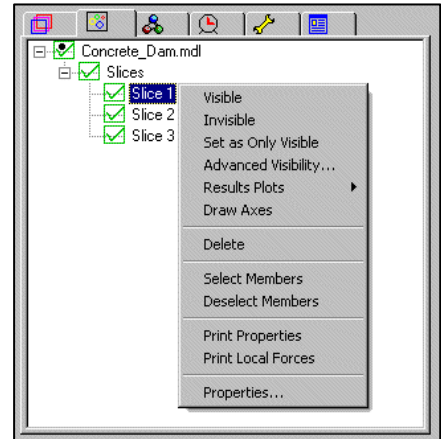 Concrete_Dam.mdl
Slices
Slice 1
Slice 2
Slice 3
Visible
Invisible
Set as Only Visible
Advanced Visibility...
Results Plots
Draw Axes
Delete
Select Members
Deselect Members
Print Properties
Print Local Forces
Properties...